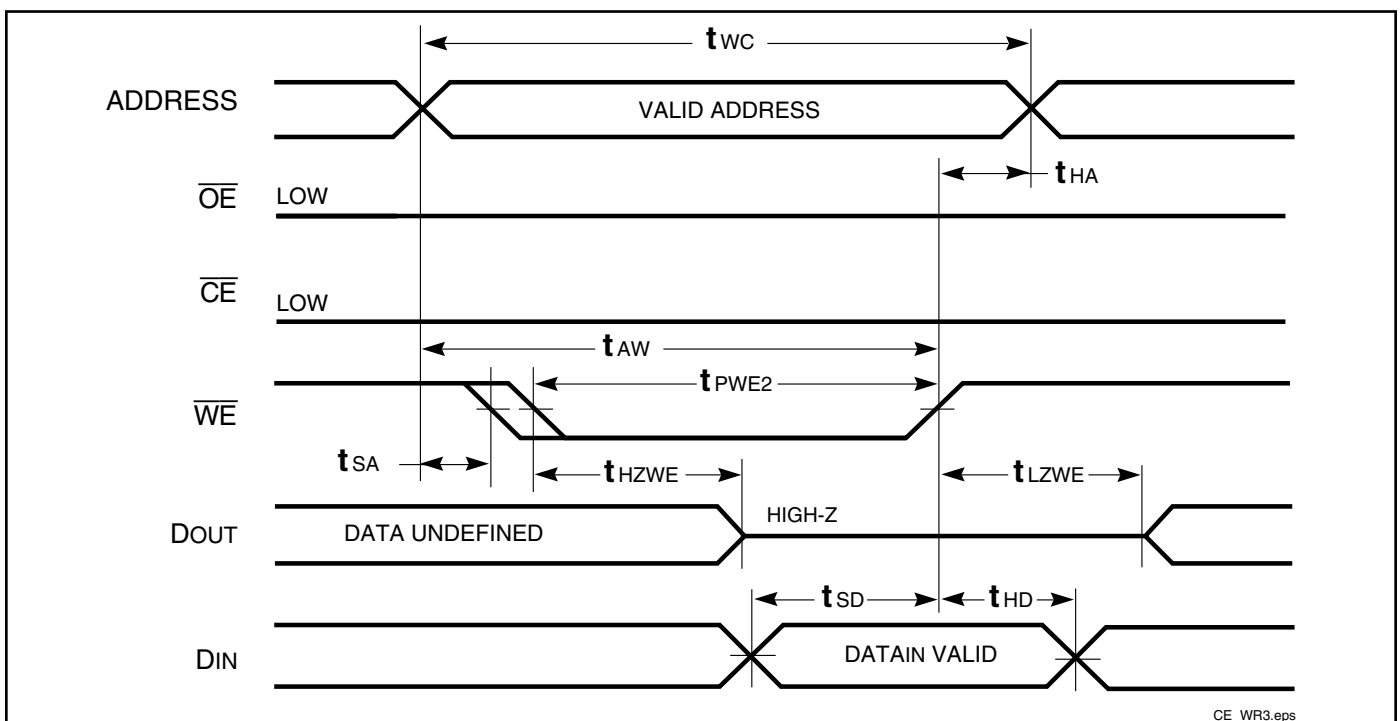 tWC
ADDRESS VALID ADDRESS
tHA
OE LOW
CE LOW
tAW
tPWE2
WE
tSA tHZWE tLZWE
DOUT DATA UNDEFINED HIGH-Z
tSD tHD
DIN DATAIN VALID
CE_WR3.eps